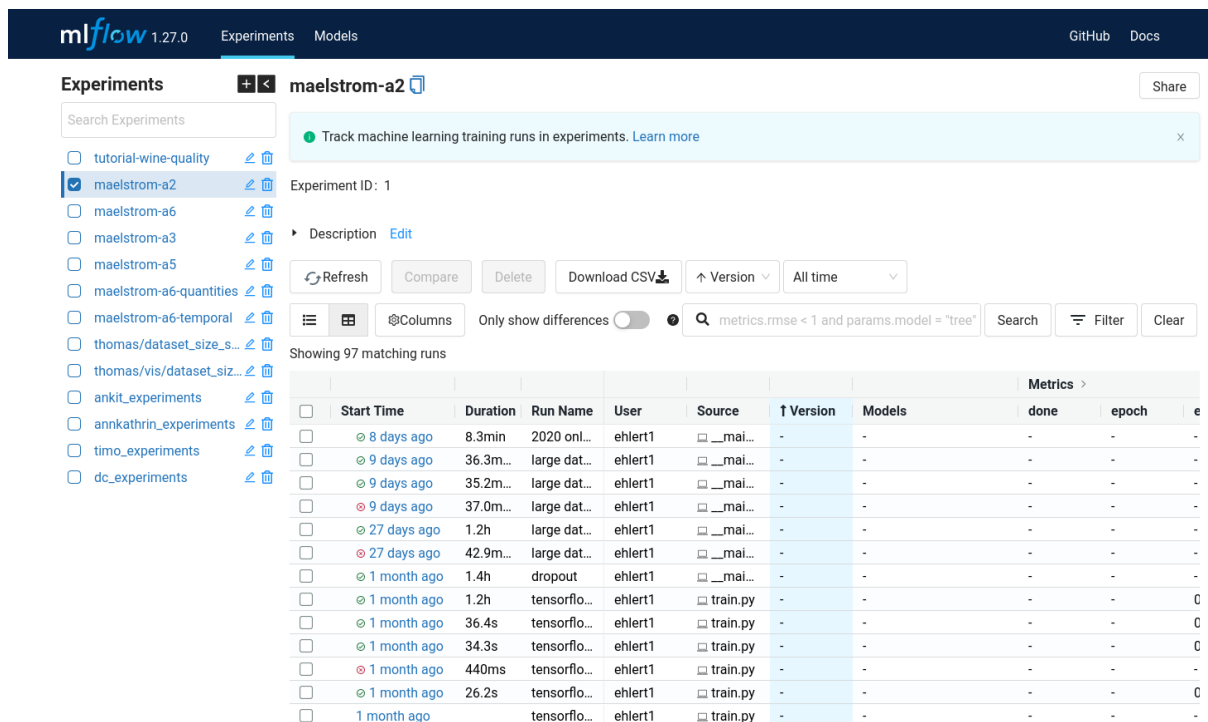 mlflow 1.27.0 Experiments Models GitHub Docs
Experiments + <
Search Experiments
tutorial-wine-quality
maelstrom-a2
maelstrom-a6
maelstrom-a3
maelstrom-a5
maelstrom-a6-quantities
maelstrom-a6-temporal
thomas/dataset_size_s...
thomas/vis/dataset_siz...
ankit_experiments
annkathrin_experiments
timo_experiments
dc_experiments
maelstrom-a2 Share
Track machine learning training runs in experiments. Learn more
Experiment ID: 1
Description Edit
Refresh Compare Delete Download CSV ↑ Version All time
Columns Only show differences ? metrics.rmse < 1 and params.model = "tree" Search Filter Clear
Showing 97 matching runs
Metrics >
Start Time Duration Run Name User Source ↑ Version Models done epoch e
8 days ago 8.3min 2020 onl... ehlert1 __mai... - - - - -
9 days ago 36.3m... large dat... ehlert1 __mai... - - - - -
9 days ago 35.2m... large dat... ehlert1 __mai... - - - - -
9 days ago 37.0m... large dat... ehlert1 __mai... - - - - -
27 days ago 1.2h large dat... ehlert1 __mai... - - - - -
27 days ago 42.9m... large dat... ehlert1 __mai... - - - - -
1 month ago 1.4h dropout ehlert1 __mai... - - - - -
1 month ago 1.2h tensorflo... ehlert1 train.py - - - - 0
1 month ago 36.4s tensorflo... ehlert1 train.py - - - - 0
1 month ago 34.3s tensorflo... ehlert1 train.py - - - - 0
1 month ago 440ms tensorflo... ehlert1 train.py - - - - -
1 month ago 26.2s tensorflo... ehlert1 train.py - - - - 0
1 month ago tensorflo... ehlert1 train.py - - - - -